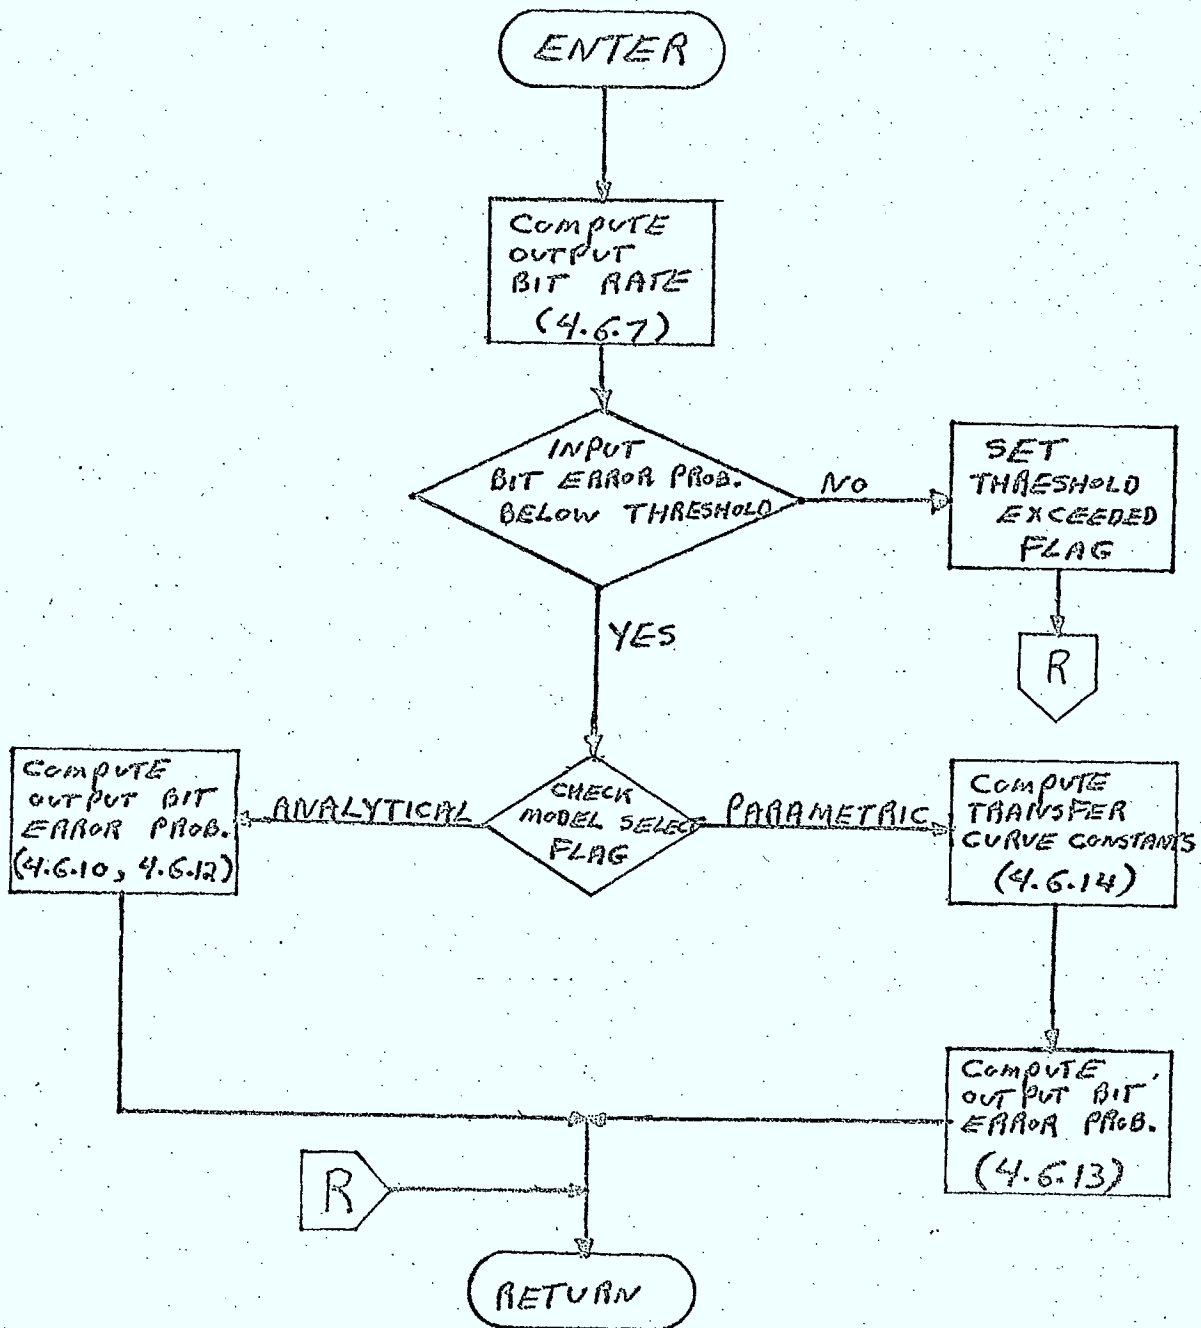 ENTER
COMPUTE
OUTPUT
BIT RATE
(4.6.7)
INPUT
BIT ERROR PROB.
BELOW THRESHOLD
NO
SET
THRESHOLD
EXCEEDED
FLAG
R
YES
CHECK
MODEL SELECT
FLAG
ANALYTICAL
COMPUTE
OUTPUT BIT
ERROR PROB.
(4.6.10, 4.6.12)
PARAMETRIC
COMPUTE
TRANSFER
CURVE CONSTANTS
(4.6.14)
COMPUTE
OUTPUT BIT
ERROR PROB.
(4.6.13)
R
RETURN